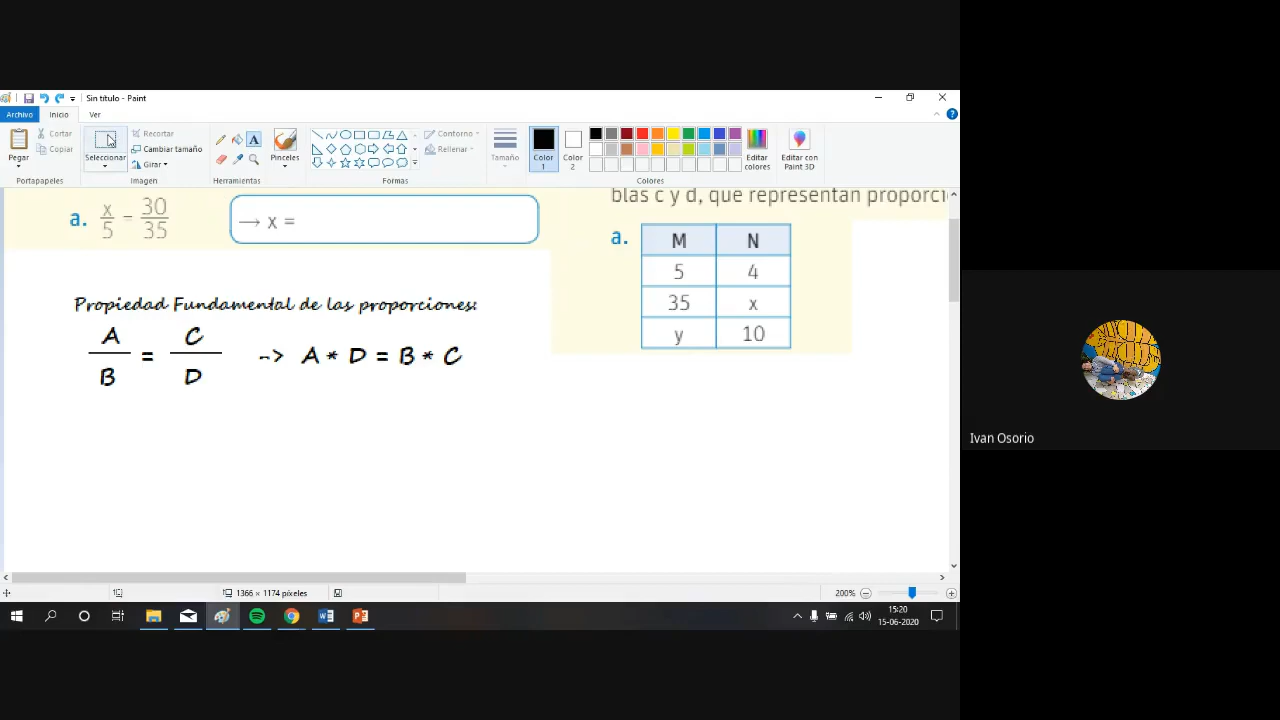 Sin título - Paint
Archivo Inicio Ver
Pegar
Cortar
Copiar
Portapapeles
Seleccionar
Recortar
Cambiar tamaño
Girar
Imagen
A
Herramientas
Pinceles
Contorno
Rellenar
Formas
Tamaño
Color 1
Color 2
Editar colores
Editar con Paint 3D
Colores
a. x/5 = 30/35
→ x =
blas c y d, que representan proporci
a.
M N
5 4
35 x
y 10
Propiedad Fundamental de las proporciones:
A/B = C/D -> A * D = B * C
1366 × 1174 píxeles
200%
15:20
15-06-2020
Ivan Osorio